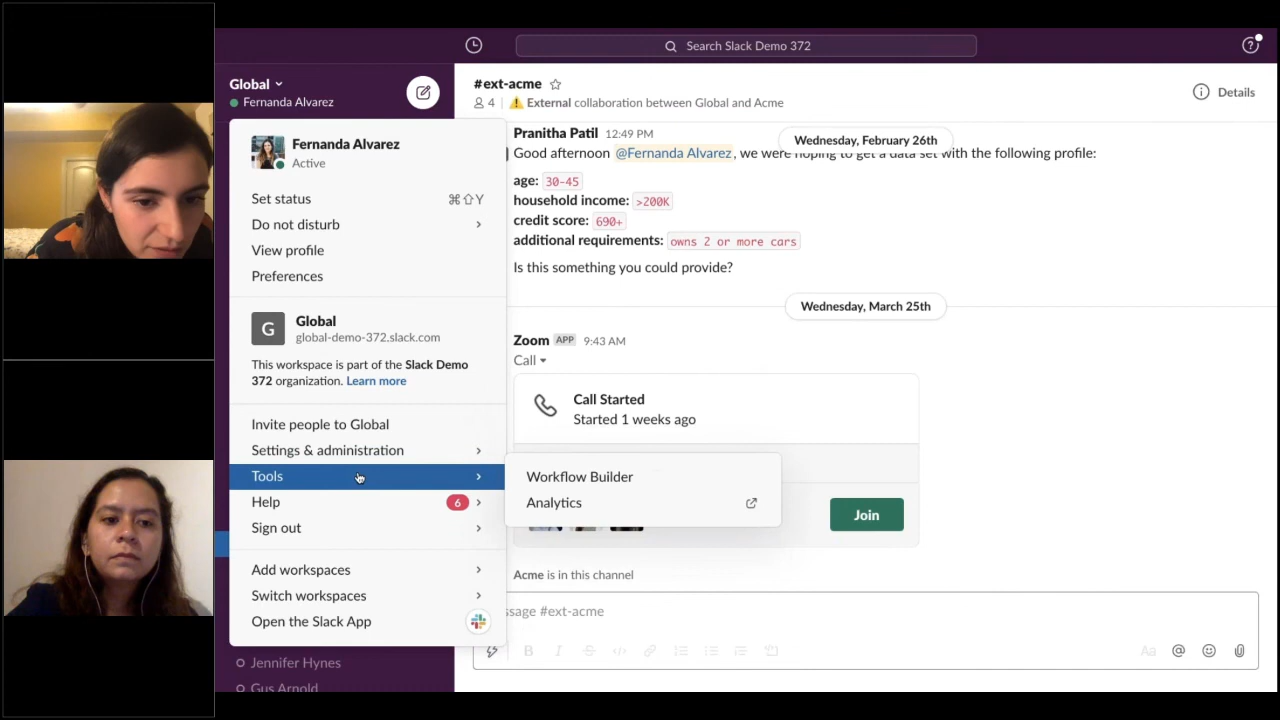 Search Slack Demo 372
Global
Fernanda Alvarez
#ext-acme
4 | External collaboration between Global and Acme
Details
Fernanda Alvarez
Active
Set status ⌘⇧Y
Do not disturb
View profile
Preferences
G
Global
global-demo-372.slack.com
This workspace is part of the Slack Demo
372 organization. Learn more
Invite people to Global
Settings & administration
Tools
Help 6
Sign out
Add workspaces
Switch workspaces
Open the Slack App
Workflow Builder
Analytics
Jennifer Hynes
Gus Arnold
Pranitha Patil 12:49 PM
Wednesday, February 26th
Good afternoon @Fernanda Alvarez, we were hoping to get a data set with the following profile:
age: 30-45
household income: >200K
credit score: 690+
additional requirements: owns 2 or more cars
Is this something you could provide?
Wednesday, March 25th
Zoom APP 9:43 AM
Call
Call Started
Started 1 weeks ago
Join
Acme is in this channel
#ext-acme
B I S </> Aa @